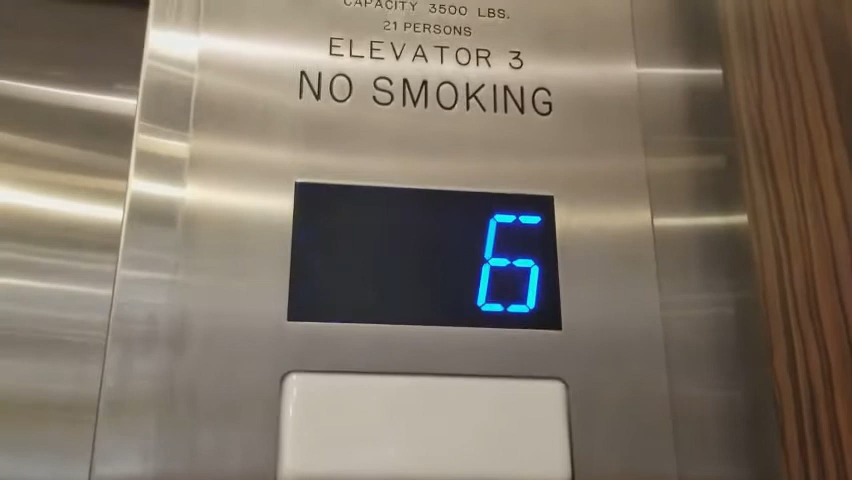 CAPACITY 3500 LBS.
21 PERSONS
ELEVATOR 3
NO SMOKING
6